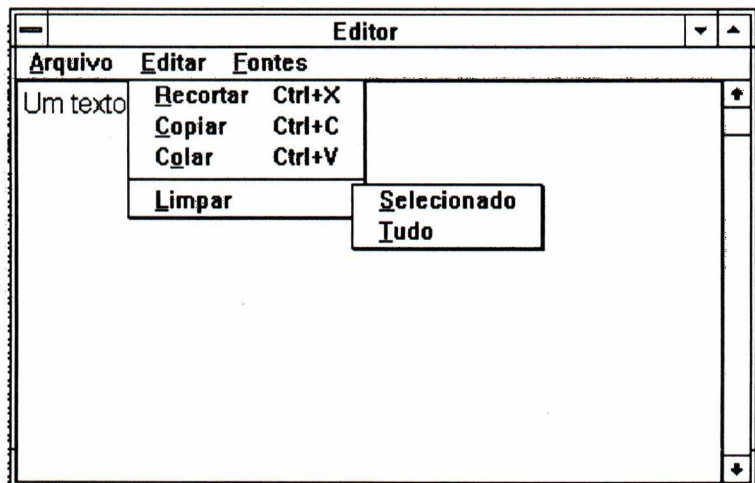 Editor
Arquivo Editar Fontes
Um texto
Recortar Ctrl+X
Copiar Ctrl+C
Colar Ctrl+V
Limpar
Selecionado
Tudo